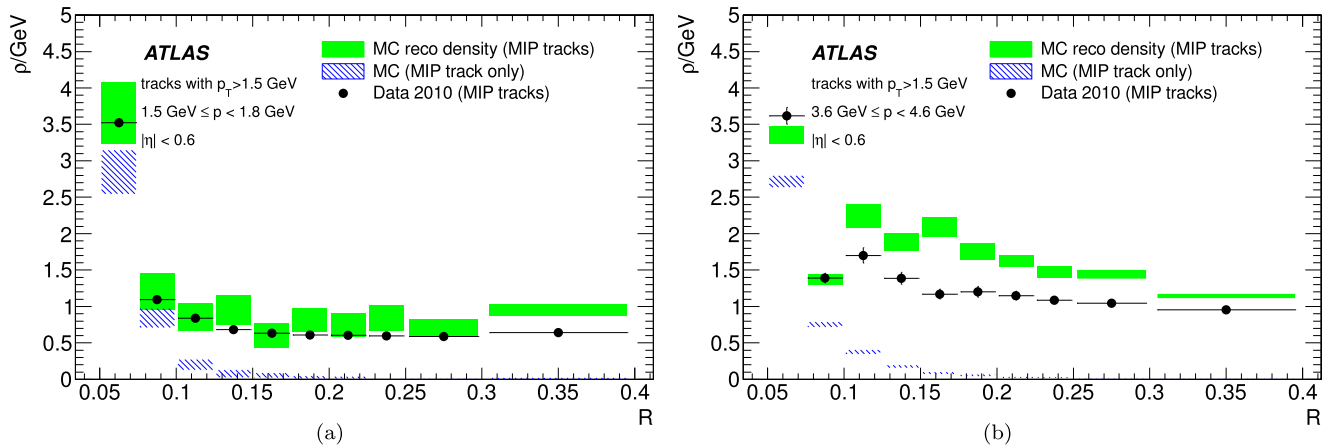 ρ/GeV
5
4.5
4
3.5
3
2.5
2
1.5
1
0.5
0
ATLAS
tracks with p_T>1.5 GeV
1.5 GeV ≤ p < 1.8 GeV
|η| < 0.6
MC reco density (MIP tracks)
MC (MIP track only)
Data 2010 (MIP tracks)
0.05 0.1 0.15 0.2 0.25 0.3 0.35 0.4
R
(a)
ρ/GeV
5
4.5
4
3.5
3
2.5
2
1.5
1
0.5
0
ATLAS
tracks with p_T>1.5 GeV
3.6 GeV ≤ p < 4.6 GeV
|η| < 0.6
MC reco density (MIP tracks)
MC (MIP track only)
Data 2010 (MIP tracks)
0.05 0.1 0.15 0.2 0.25 0.3 0.35 0.4
R
(b)